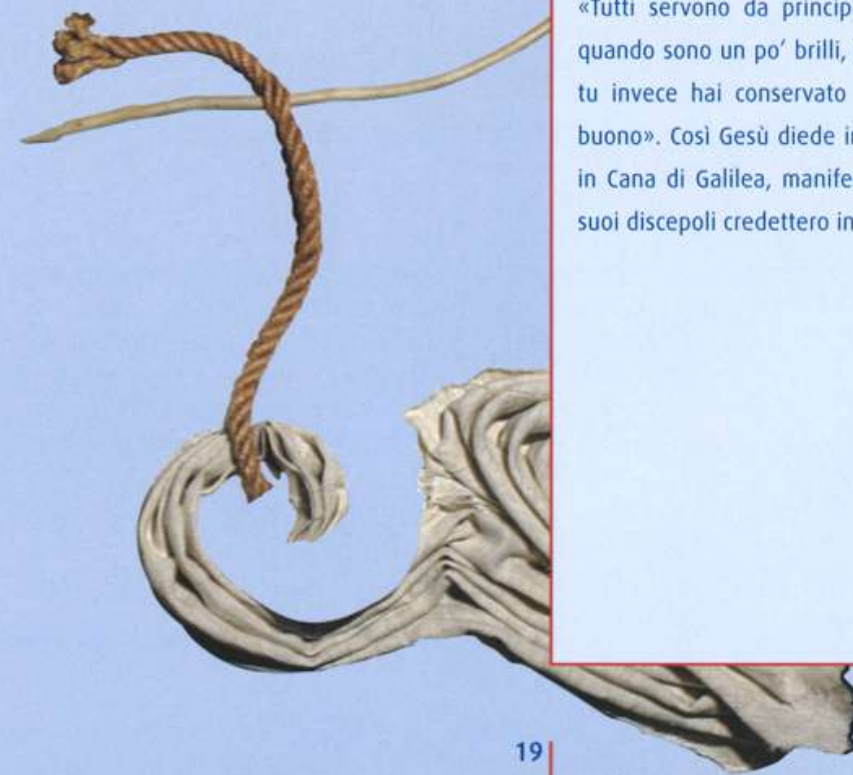 «Tutti servono da princip
quando sono un po' brilli,
tu invece hai conservato
buono». Così Gesù diede i
in Cana di Galilea, manife
suoi discepoli credettero in
19